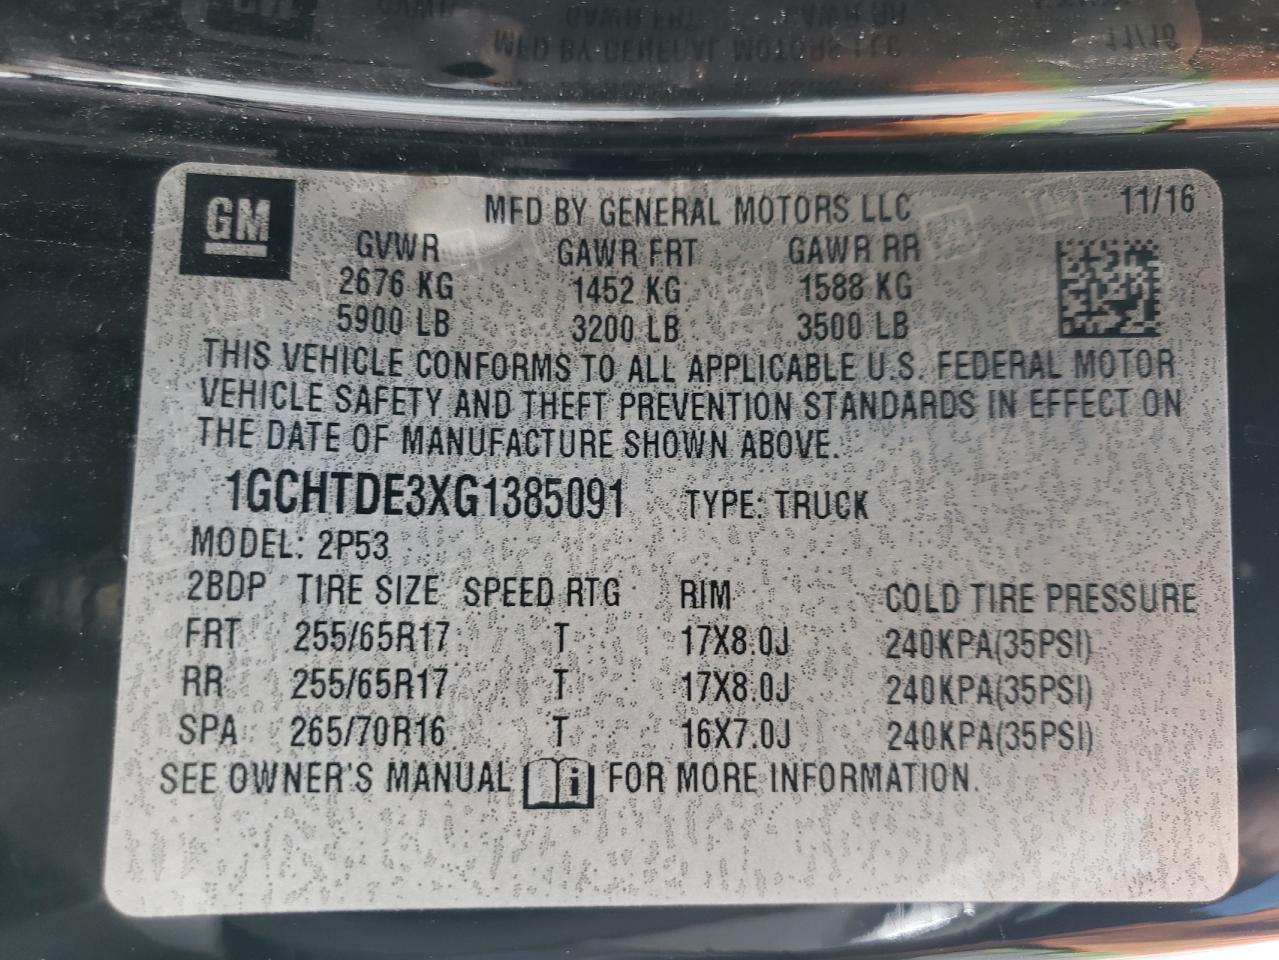 GM
MFD BY GENERAL MOTORS LLC 11/16
GVWR GAWR FRT GAWR RR
2676 KG 1452 KG 1588 KG
5900 LB 3200 LB 3500 LB
THIS VEHICLE CONFORMS TO ALL APPLICABLE U.S. FEDERAL MOTOR
VEHICLE SAFETY AND THEFT PREVENTION STANDARDS IN EFFECT ON
THE DATE OF MANUFACTURE SHOWN ABOVE.
1GCHTDE3XG1385091 TYPE: TRUCK
MODEL: 2P53
2BDP TIRE SIZE SPEED RTG RIM COLD TIRE PRESSURE
FRT 255/65R17 T 17X8.0J 240KPA(35PSI)
RR 255/65R17 T 17X8.0J 240KPA(35PSI)
SPA 265/70R16 T 16X7.0J 240KPA(35PSI)
SEE OWNER'S MANUAL i FOR MORE INFORMATION.